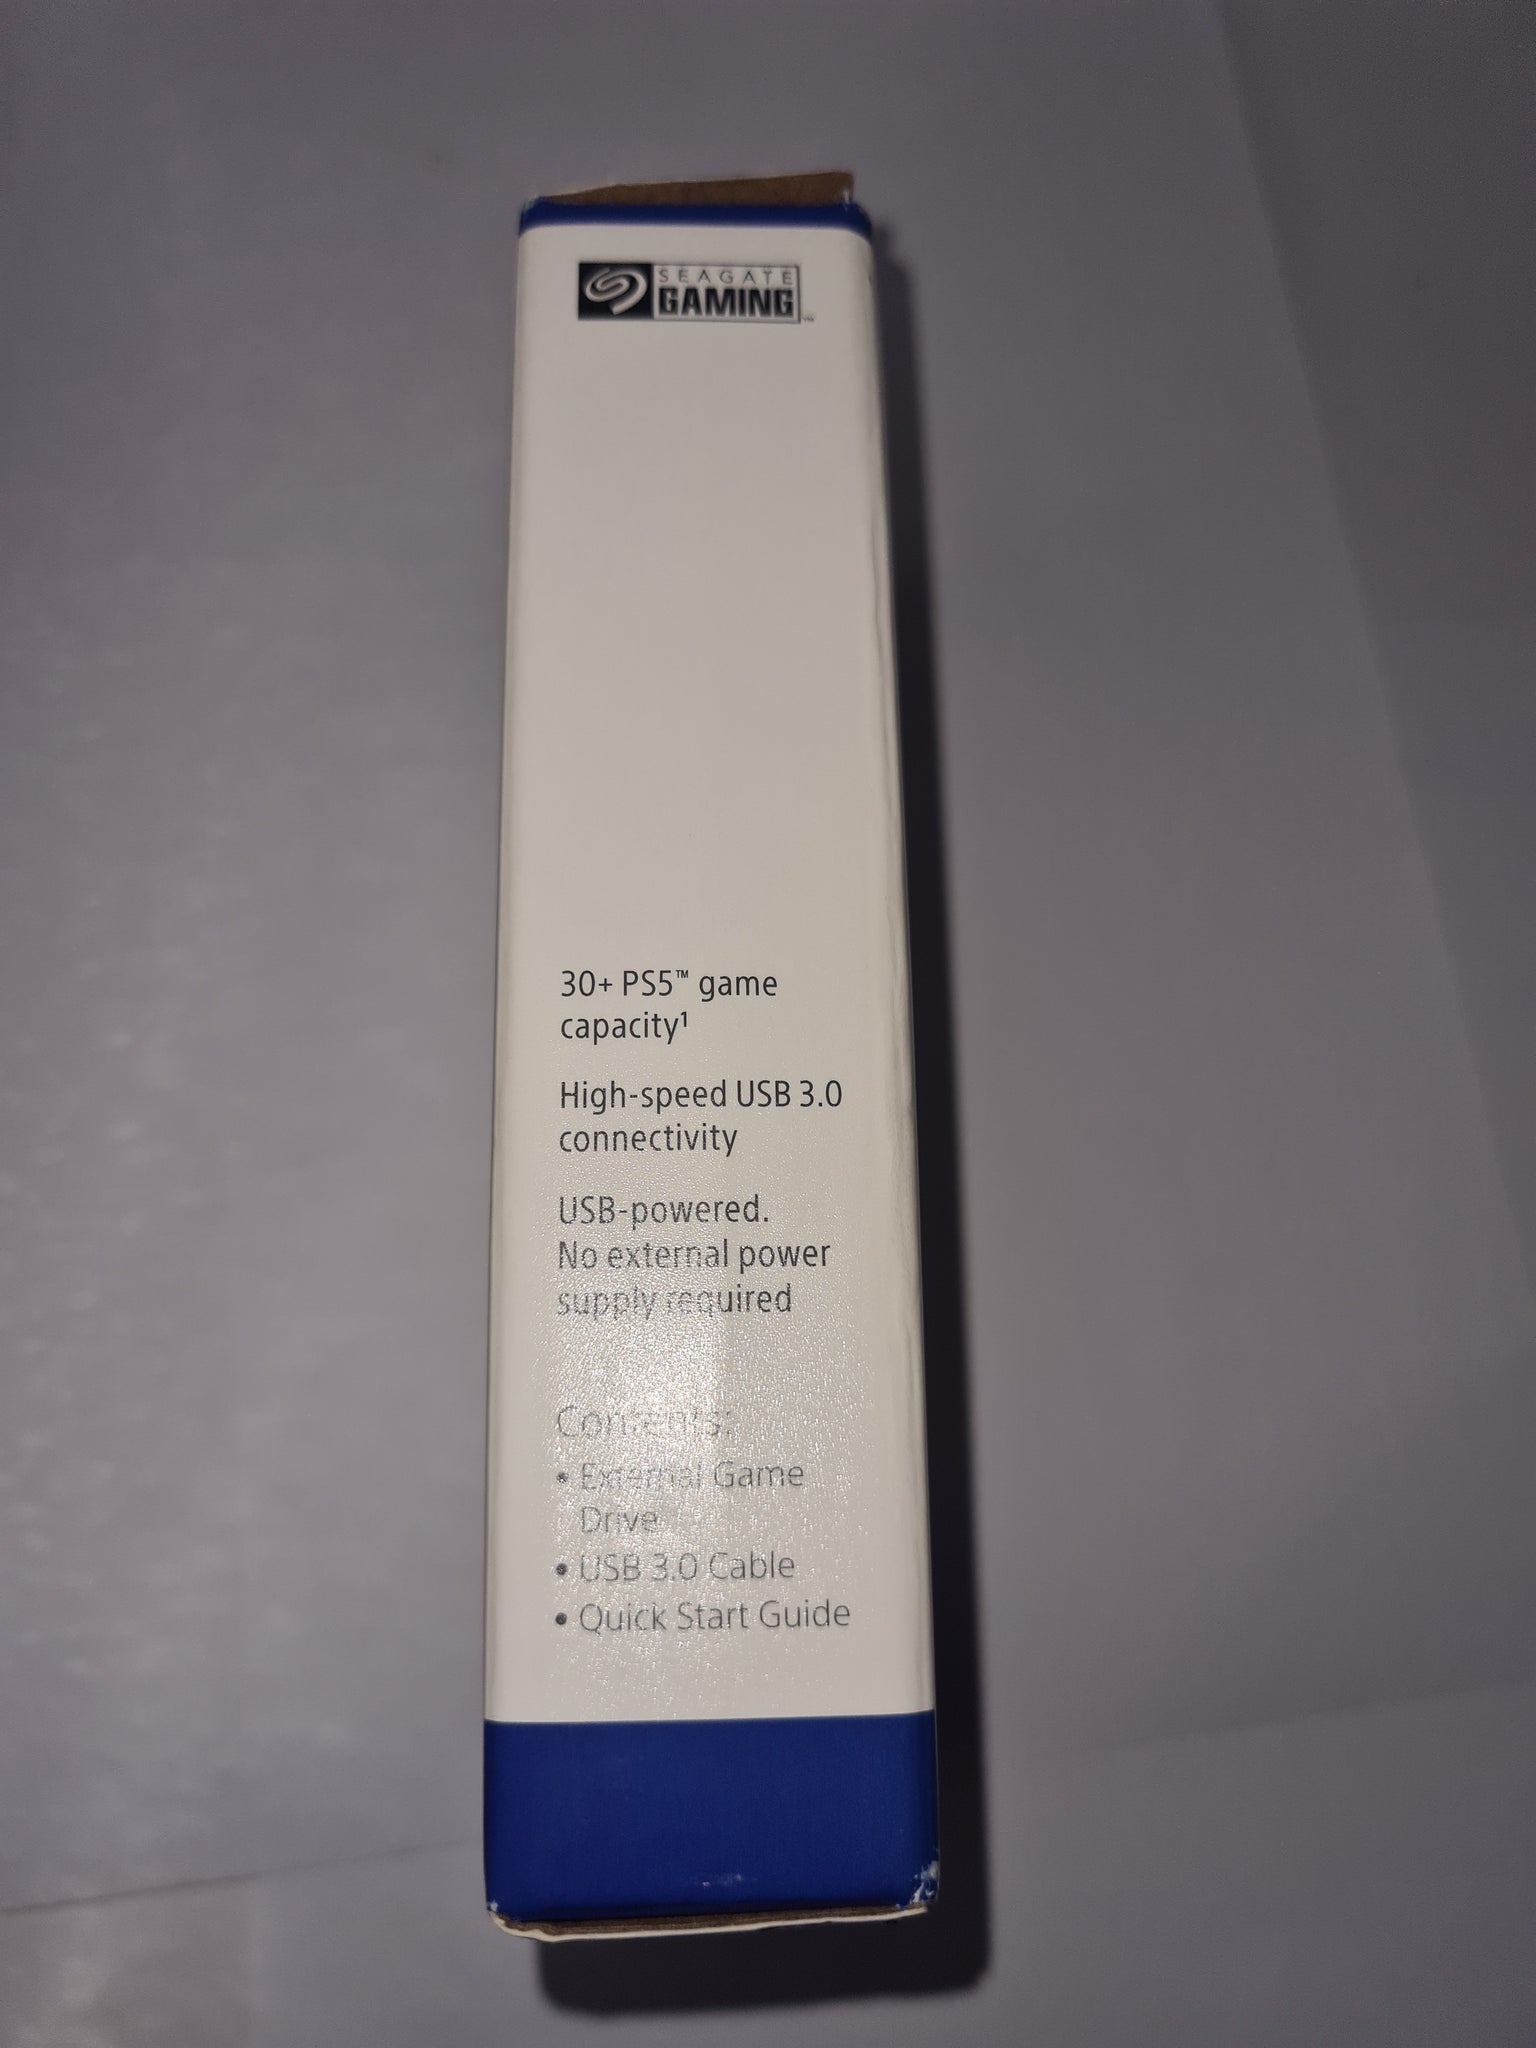 SEAGATE
GAMING™
30+ PS5™ game
capacity¹
High-speed USB 3.0
connectivity
USB-powered.
No external power
supply required
Contents:
• External Game
Drive
• USB 3.0 Cable
• Quick Start Guide